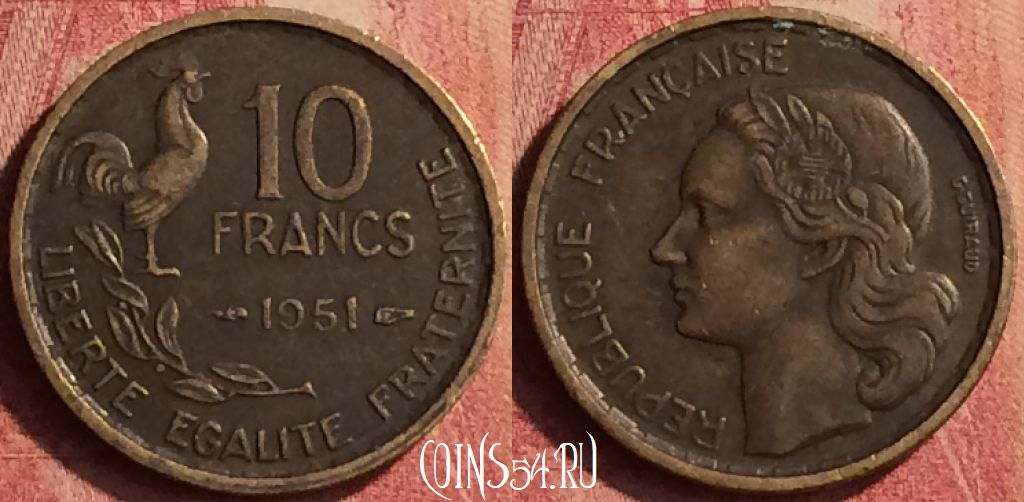 10
FRANCS
1951
LIBERTE EGALITE FRATERNITE
REPUBLIQUE FRANÇAISE
COINS54.RU